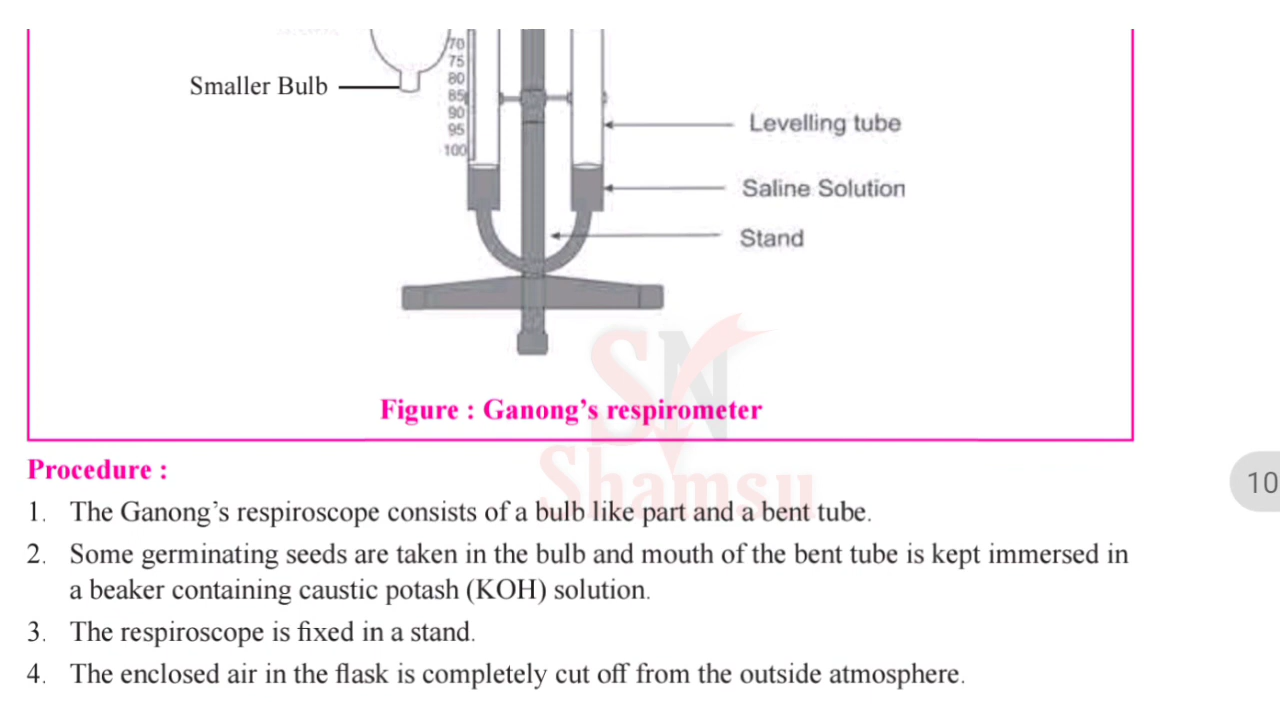 70
75
80
85
90
95
100
Smaller Bulb
Levelling tube
Saline Solution
Stand
SN
Shamsu
Figure : Ganong’s respirometer
Procedure :
1. The Ganong’s respiroscope consists of a bulb like part and a bent tube.
2. Some germinating seeds are taken in the bulb and mouth of the bent tube is kept immersed in
a beaker containing caustic potash (KOH) solution.
3. The respiroscope is fixed in a stand.
4. The enclosed air in the flask is completely cut off from the outside atmosphere.
10